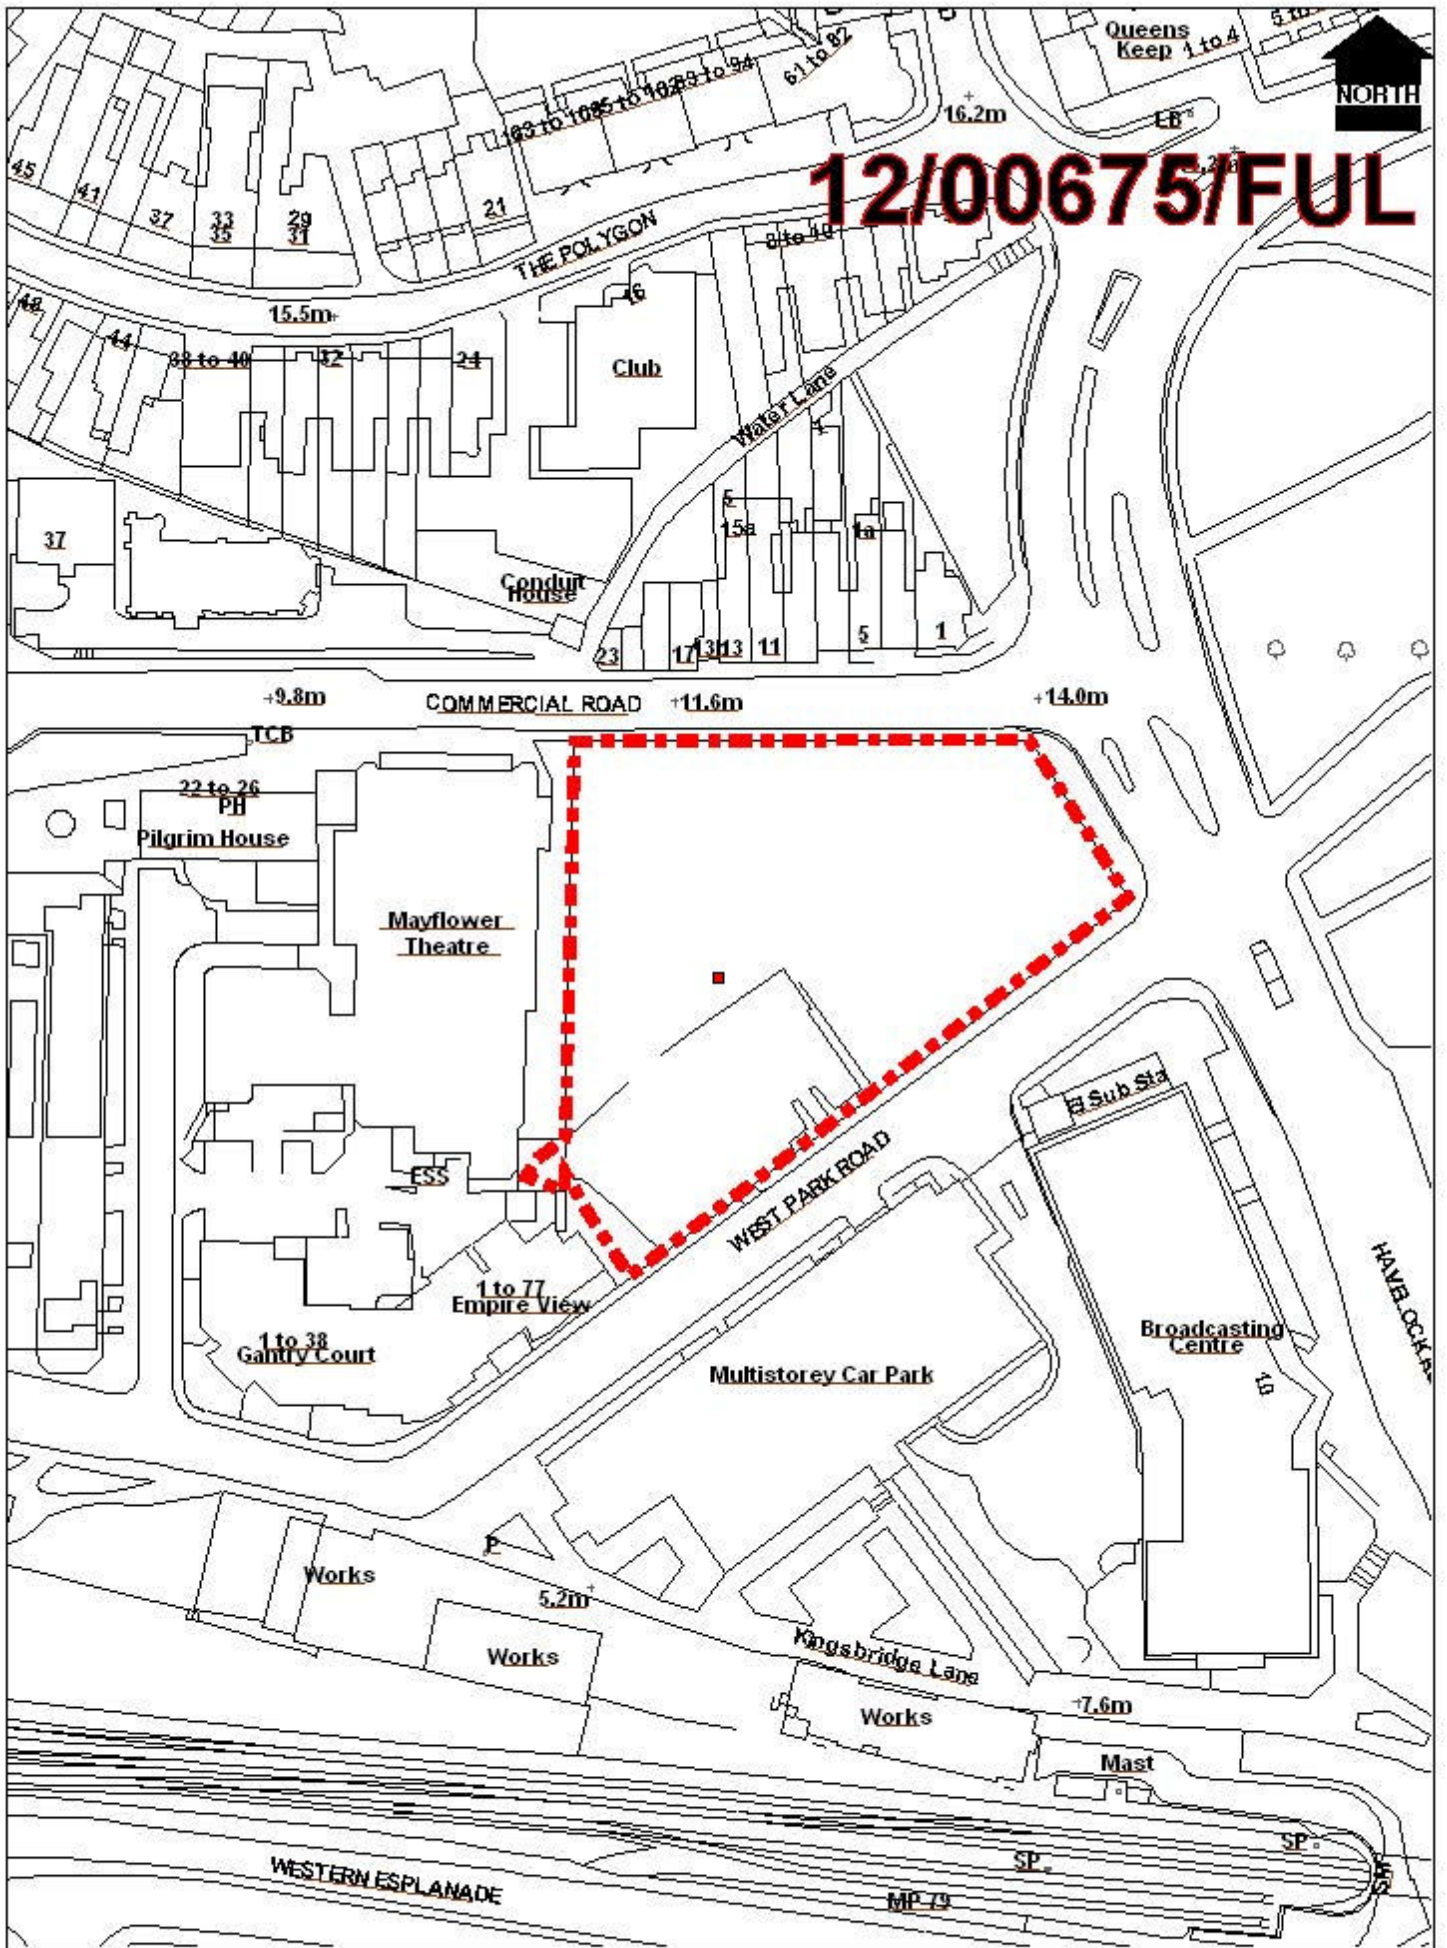 Queens
Keep
1 to 4
NORTH
61 to 82
16.2m
LB
12/00675/FUL
45
41
37
33
35
29
31
21
THE POLYGON
8 to 10
16
15.5m
48
44
38 to 40
32
24
Club
Water Lane
4
5
15a
1a
37
Conduit
House
23
17
13
11
5
1
9.8m
COMMERCIAL ROAD
11.6m
14.0m
TCB
22 to 26
PH
Pilgrim House
Mayflower
Theatre
El Sub Sta
WEST PARK ROAD
ESS
1 to 77
Empire View
1 to 38
Gantry Court
Multistorey Car Park
Broadcasting
Centre
10
Works
P
5.2m
Works
Kingsbridge Lane
Works
7.6m
Mast
SP
SP
WESTERN ESPLANADE
MP 79